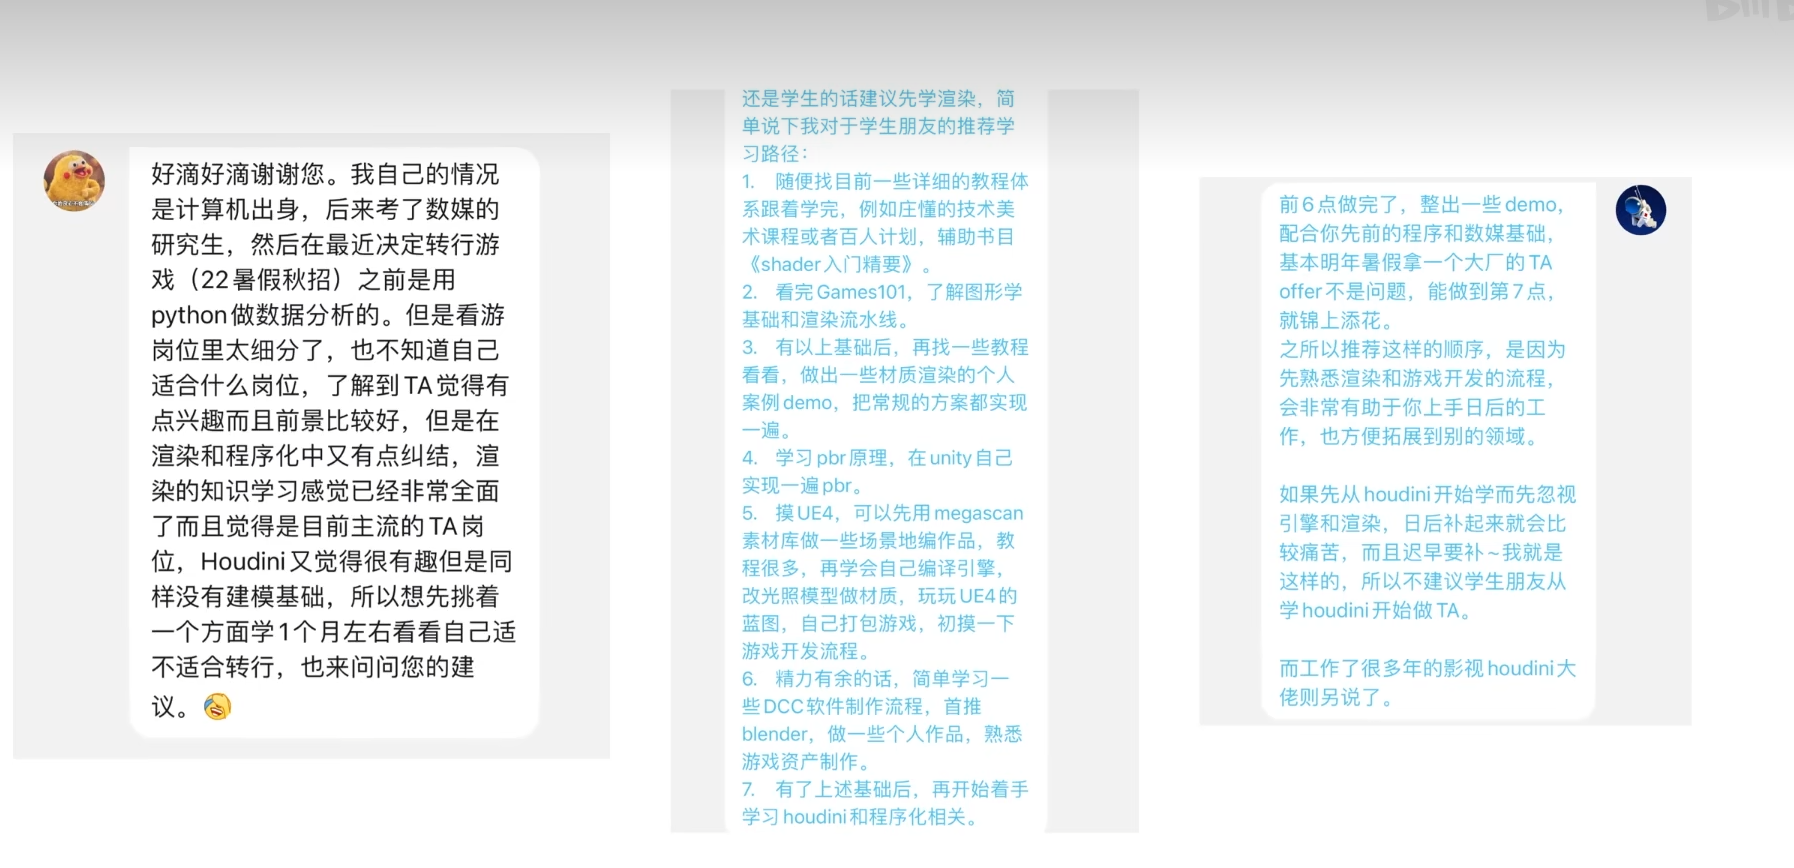 好滴好滴谢谢您。我自己的情况
是计算机出身，后来考了数媒的
研究生，然后在最近决定转行游
戏（22暑假秋招）之前是用
python做数据分析的。但是看游
岗位里太细分了，也不知道自己
适合什么岗位，了解到TA觉得有
点兴趣而且前景比较好，但是在
渲染和程序化中又有点纠结，渲
染的知识学习感觉已经非常全面
了而且觉得是目前主流的TA岗
位，Houdini又觉得很有趣但是同
样没有建模基础，所以想先挑着
一个方面学1个月左右看看自己适
不适合转行，也来问问您的建
议。
还是学生的话建议先学渲染，简
单说下我对于学生朋友的推荐学
习路径：
1. 随便找目前一些详细的教程体
系跟着学完，例如庄懂的技术美
术课程或者百人计划，辅助书目
《shader入门精要》。
2. 看完Games101，了解图形学
基础和渲染流水线。
3. 有以上基础后，再找一些教程
看看，做出一些材质渲染的个人
案例demo，把常规的方案都实现
一遍。
4. 学习pbr原理，在unity自己
实现一遍pbr。
5. 摸UE4，可以先用megascan
素材库做一些场景地编作品，教
程很多，再学会自己编译引擎，
改光照模型做材质，玩玩UE4的
蓝图，自己打包游戏，初摸一下
游戏开发流程。
6. 精力有余的话，简单学习一
些DCC软件制作流程，首推
blender，做一些个人作品，熟悉
游戏资产制作。
7. 有了上述基础后，再开始着手
学习houdini和程序化相关。
前6点做完了，整出一些demo，
配合你先前的程序和数媒基础，
基本明年暑假拿一个大厂的TA
offer不是问题，能做到第7点，
就锦上添花。
之所以推荐这样的顺序，是因为
先熟悉渲染和游戏开发的流程，
会非常有助于你上手日后的工
作，也方便拓展到别的领域。
如果先从houdini开始学而先忽视
引擎和渲染，日后补起来就会比
较痛苦，而且迟早要补~我就是
这样的，所以不建议学生朋友从
学houdini开始做TA。
而工作了很多年的影视houdini大
佬则另说了。